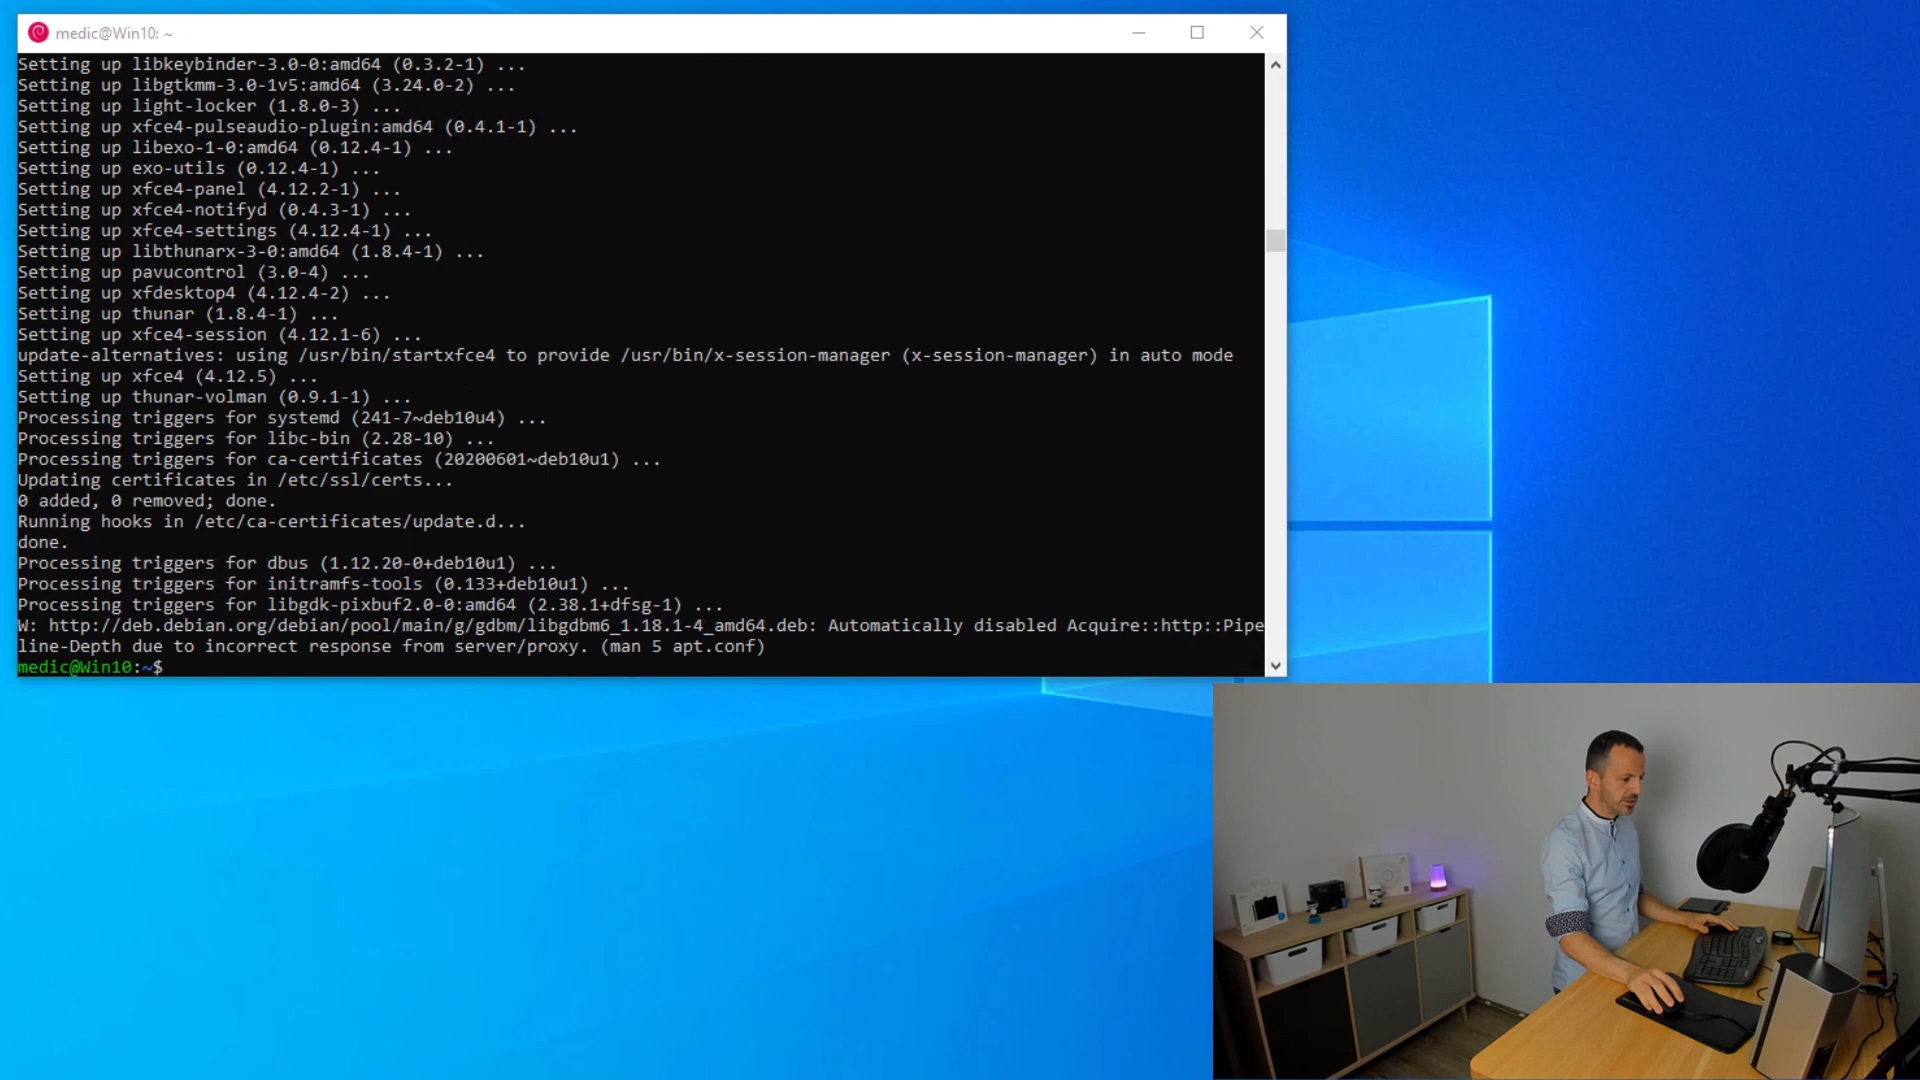 medic@Win10: ~
Setting up libkeybinder-3.0-0:amd64 (0.3.2-1) ...
Setting up libgtkmm-3.0-1v5:amd64 (3.24.0-2) ...
Setting up light-locker (1.8.0-3) ...
Setting up xfce4-pulseaudio-plugin:amd64 (0.4.1-1) ...
Setting up libexo-1-0:amd64 (0.12.4-1) ...
Setting up exo-utils (0.12.4-1) ...
Setting up xfce4-panel (4.12.2-1) ...
Setting up xfce4-notifyd (0.4.3-1) ...
Setting up xfce4-settings (4.12.4-1) ...
Setting up libthunarx-3-0:amd64 (1.8.4-1) ...
Setting up pavucontrol (3.0-4) ...
Setting up xfdesktop4 (4.12.4-2) ...
Setting up thunar (1.8.4-1) ...
Setting up xfce4-session (4.12.1-6) ...
update-alternatives: using /usr/bin/startxfce4 to provide /usr/bin/x-session-manager (x-session-manager) in auto mode
Setting up xfce4 (4.12.5) ...
Setting up thunar-volman (0.9.1-1) ...
Processing triggers for systemd (241-7~deb10u4) ...
Processing triggers for libc-bin (2.28-10) ...
Processing triggers for ca-certificates (20200601~deb10u1) ...
Updating certificates in /etc/ssl/certs...
0 added, 0 removed; done.
Running hooks in /etc/ca-certificates/update.d...
done.
Processing triggers for dbus (1.12.20-0+deb10u1) ...
Processing triggers for initramfs-tools (0.133+deb10u1) ...
Processing triggers for libgdk-pixbuf2.0-0:amd64 (2.38.1+dfsg-1) ...
W: http://deb.debian.org/debian/pool/main/g/gdbm/libgdbm6_1.18.1-4_amd64.deb: Automatically disabled Acquire::http::Pipe
line-Depth due to incorrect response from server/proxy. (man 5 apt.conf)
medic@Win10:~$